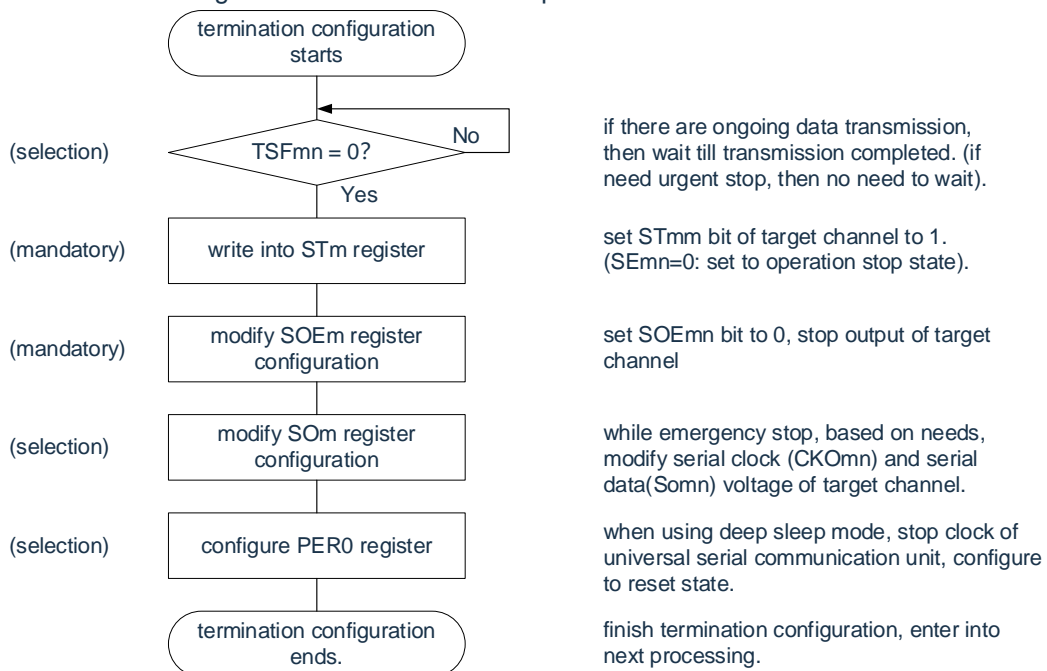 termination configuration
starts
(selection)
TSFmn = 0?
No
Yes
if there are ongoing data transmission,
then wait till transmission completed. (if
need urgent stop, then no need to wait).
(mandatory)
write into STm register
set STmm bit of target channel to 1.
(SEmn=0: set to operation stop state).
(mandatory)
modify SOEm register
configuration
set SOEmn bit to 0, stop output of target
channel
(selection)
modify SOm register
configuration
while emergency stop, based on needs,
modify serial clock (CKOmn) and serial
data(Somn) voltage of target channel.
(selection)
configure PER0 register
when using deep sleep mode, stop clock of
universal serial communication unit, configure
to reset state.
termination configuration
ends.
finish termination configuration, enter into
next processing.